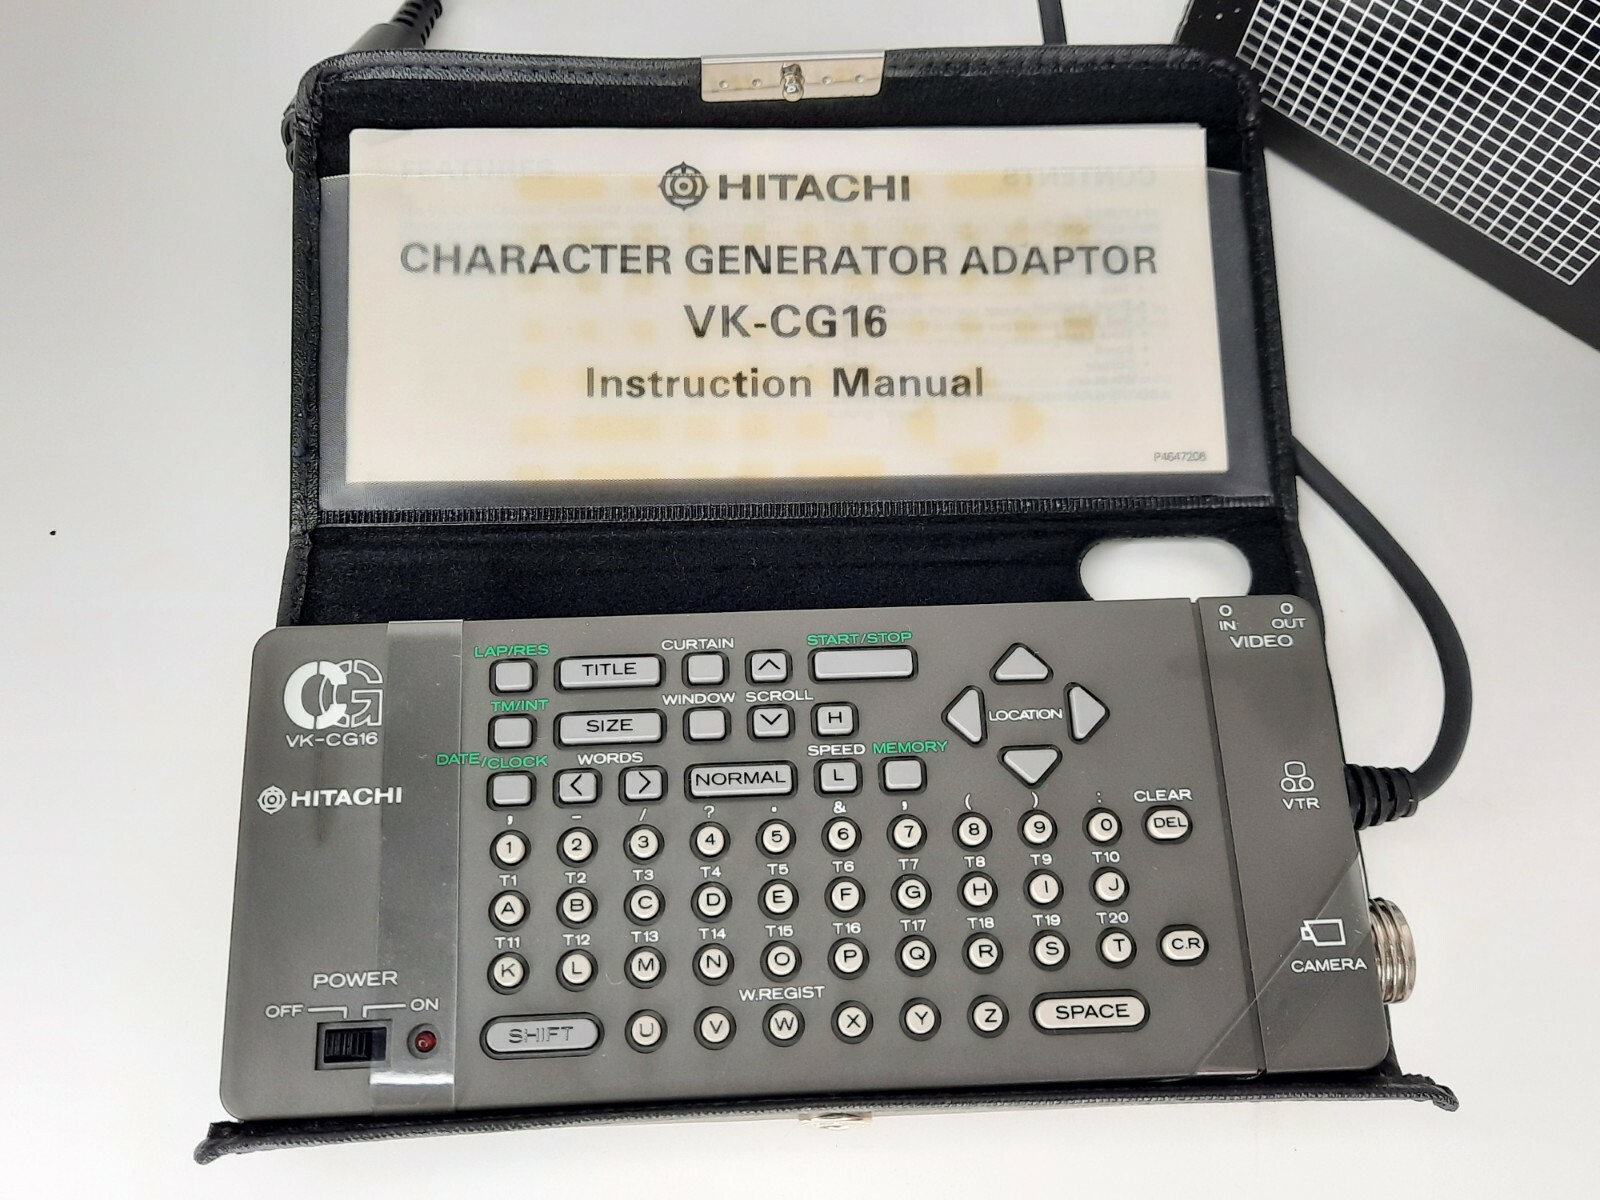 HITACHI
CHARACTER GENERATOR ADAPTOR
VK-CG16
Instruction Manual
P4647206
CG
VK-CG16
HITACHI
POWER
OFF ON
LAP/RES TITLE CURTAIN ^ START/STOP
TM/INT SIZE WINDOW SCROLL H
DATE/CLOCK WORDS < > NORMAL SPEED L MEMORY
LOCATION
, - / ? . & ' ( ) : CLEAR
1 2 3 4 5 6 7 8 9 0 DEL
T1 T2 T3 T4 T5 T6 T7 T8 T9 T10
A B C D E F G H I J
T11 T12 T13 T14 T15 T16 T17 T18 T19 T20
K L M N O P Q R S T C.R
W.REGIST
SHIFT U V W X Y Z SPACE
IN OUT
VIDEO
VTR
CAMERA
FEATURES
CONTENTS